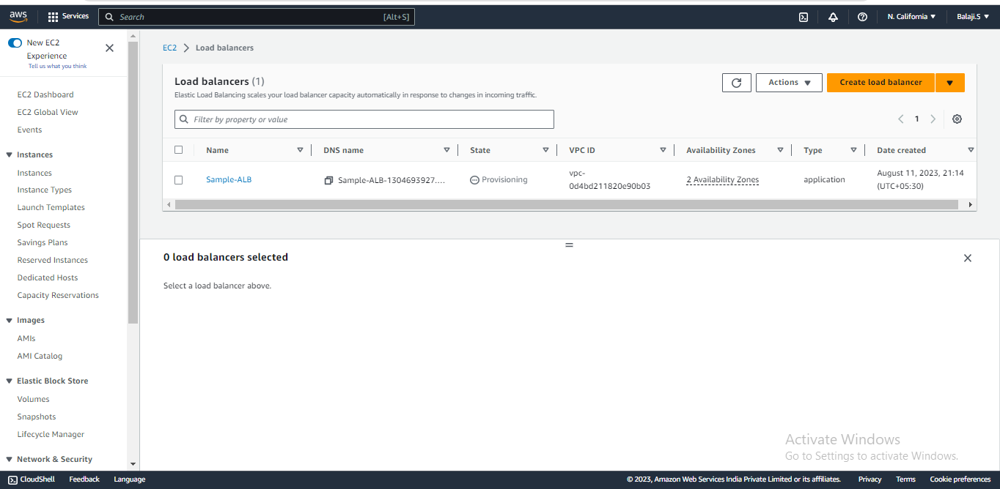 aws
Services
Search
[Alt+S]
N. California
Balaji.S
New EC2
Experience
Tell us what you think
EC2 Dashboard
EC2 Global View
Events
Instances
Instances
Instance Types
Launch Templates
Spot Requests
Savings Plans
Reserved Instances
Dedicated Hosts
Capacity Reservations
Images
AMIs
AMI Catalog
Elastic Block Store
Volumes
Snapshots
Lifecycle Manager
Network & Security
EC2 Load balancers
Load balancers (1)
Elastic Load Balancing scales your load balancer capacity automatically in response to changes in incoming traffic.
Actions
Create load balancer
Filter by property or value
1
Name DNS name State VPC ID Availability Zones Type Date created
Sample-ALB Sample-ALB-1304693927.... Provisioning vpc-0d4bd211820e90b03 2 Availability Zones application August 11, 2023, 21:14 (UTC+05:30)
0 load balancers selected
Select a load balancer above.
Activate Windows
Go to Settings to activate Windows.
CloudShell Feedback Language © 2023, Amazon Web Services India Private Limited or its affiliates. Privacy Terms Cookie preferences